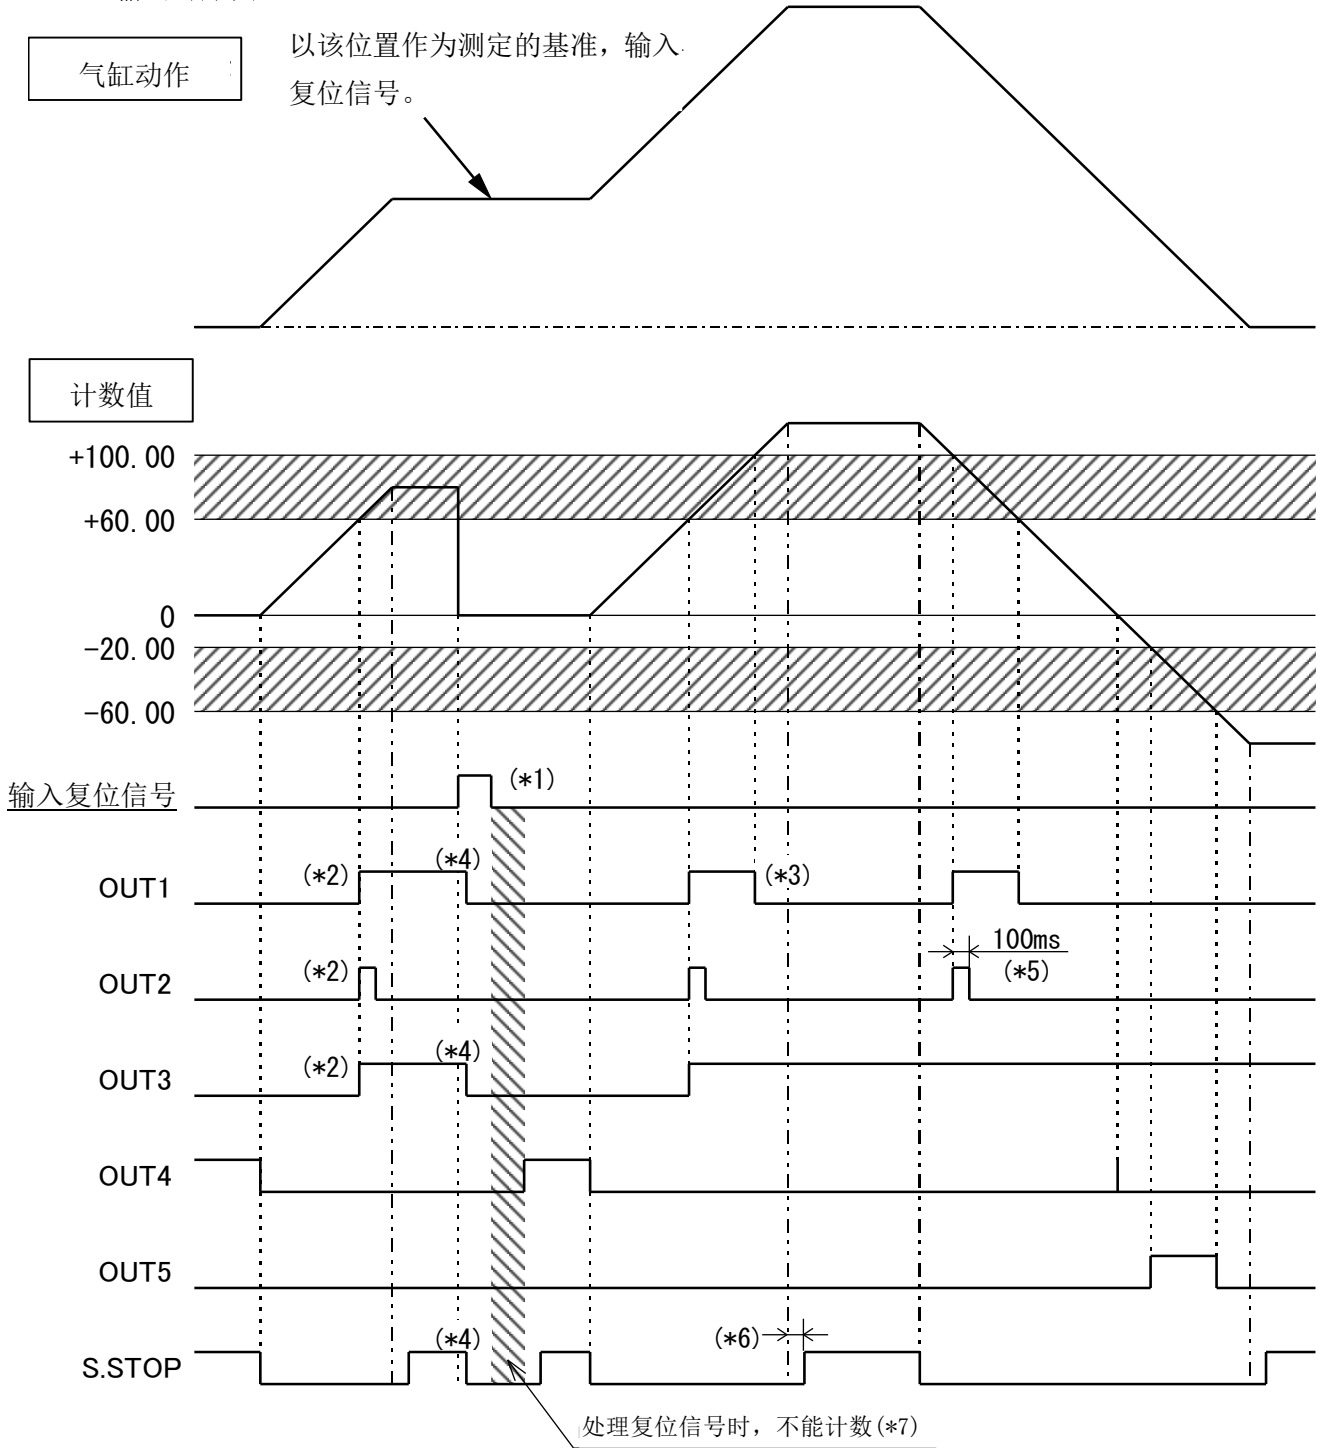 以该位置作为测定的基准，输入
气缸动作
复位信号。
计数值
+100.00
+60.00
0
-20.00
-60.00
输入复位信号
(*1)
OUT1
(*2)
(*4)
(*3)
OUT2
(*2)
100ms
(*5)
OUT3
(*2)
(*4)
OUT4
OUT5
S.STOP
(*4)
(*6)
处理复位信号时，不能计数(*7)